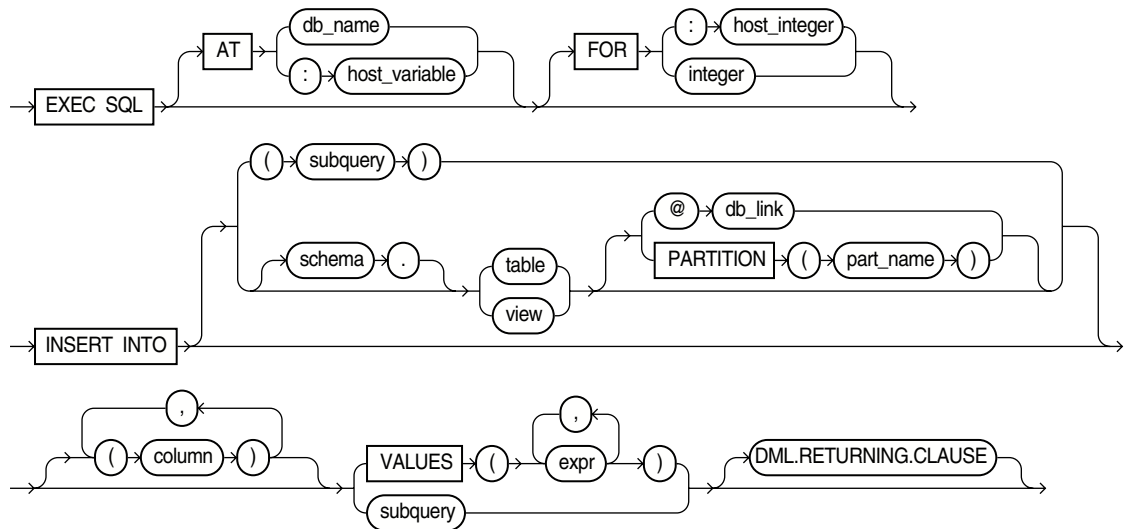 db_name : host_integer
AT FOR
: host_variable integer
EXEC SQL
( subquery )
@ db_link
schema . table PARTITION ( part_name )
view
INSERT INTO
, ,
( column ) VALUES ( expr ) DML.RETURNING.CLAUSE
subquery